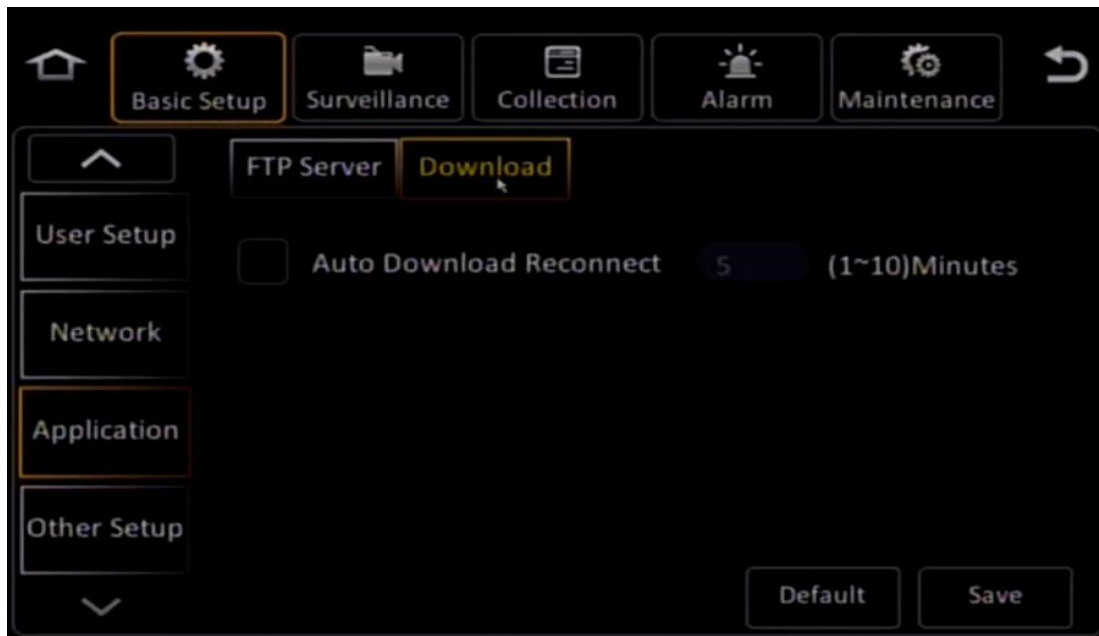 Basic Setup
Surveillance
Collection
Alarm
Maintenance
FTP Server
Download
User Setup
Auto Download Reconnect 5 (1~10)Minutes
Network
Application
Other Setup
Default
Save